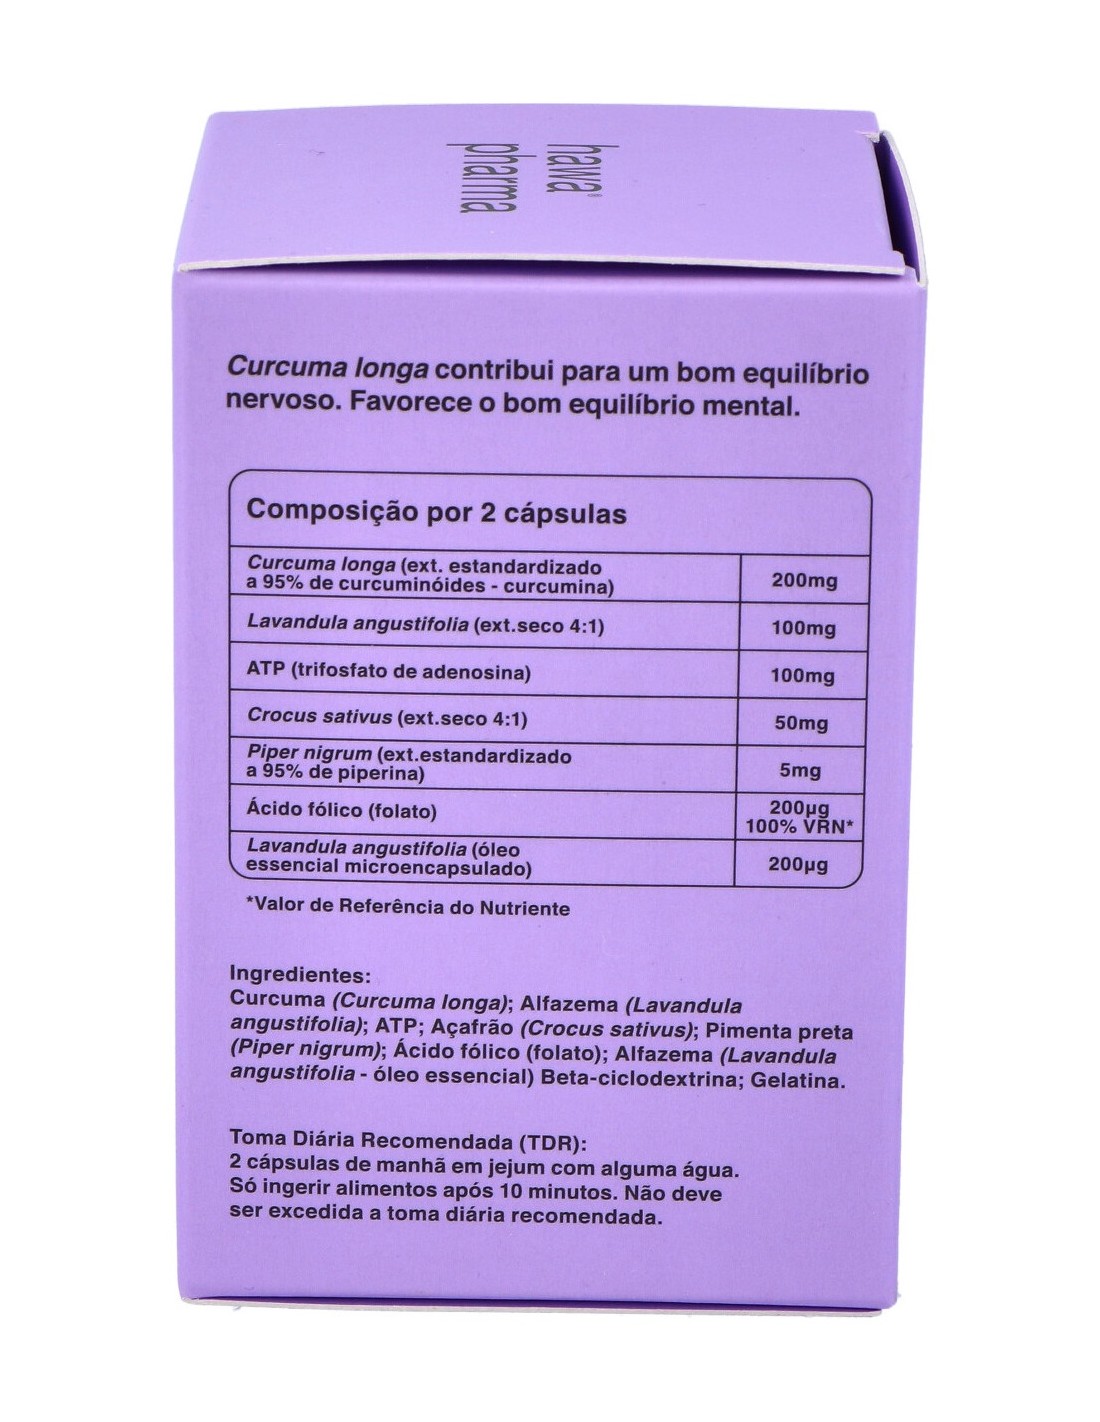 hawa®
pharma
Curcuma longa contribui para um bom equilíbrio
nervoso. Favorece o bom equilíbrio mental.
Composição por 2 cápsulas
Curcuma longa (ext. estandardizado
a 95% de curcuminóides - curcumina)
200mg
Lavandula angustifolia (ext.seco 4:1)
100mg
ATP (trifosfato de adenosina)
100mg
Crocus sativus (ext.seco 4:1)
50mg
Piper nigrum (ext.estandardizado
a 95% de piperina)
5mg
Ácido fólico (folato)
200µg
100% VRN*
Lavandula angustifolia (óleo
essencial microencapsulado)
200µg
*Valor de Referência do Nutriente
Ingredientes:
Curcuma (Curcuma longa); Alfazema (Lavandula
angustifolia); ATP; Açafrão (Crocus sativus); Pimenta preta
(Piper nigrum); Ácido fólico (folato); Alfazema (Lavandula
angustifolia - óleo essencial) Beta-ciclodextrina; Gelatina.
Toma Diária Recomendada (TDR):
2 cápsulas de manhã em jejum com alguma água.
Só ingerir alimentos após 10 minutos. Não deve
ser excedida a toma diária recomendada.